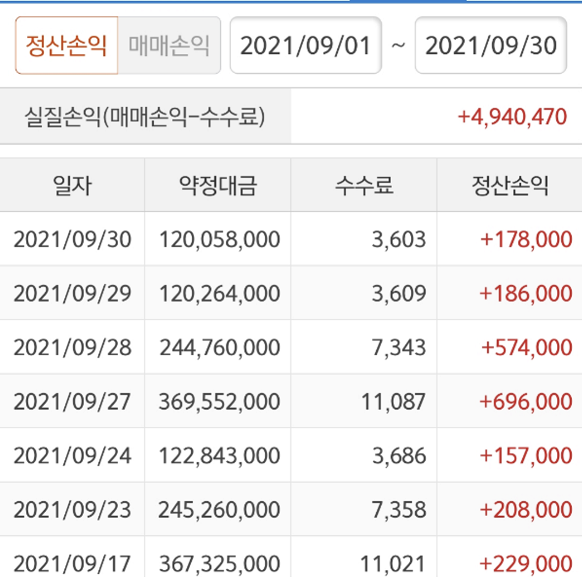 정산손익 매매손익 2021/09/01 ~ 2021/09/30
실질손익(매매손익-수수료) +4,940,470
일자 약정대금 수수료 정산손익
2021/09/30 120,058,000 3,603 +178,000
2021/09/29 120,264,000 3,609 +186,000
2021/09/28 244,760,000 7,343 +574,000
2021/09/27 369,552,000 11,087 +696,000
2021/09/24 122,843,000 3,686 +157,000
2021/09/23 245,260,000 7,358 +208,000
2021/09/17 367,325,000 11,021 +229,000